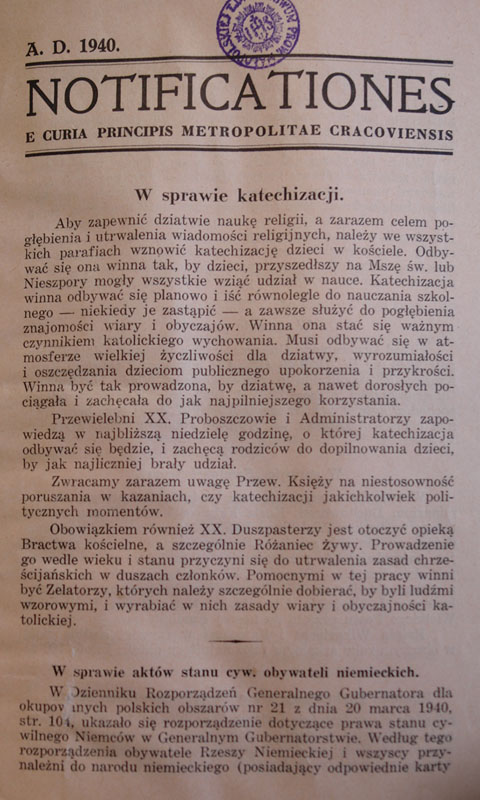 A. D. 1940.
NOTIFICATIONES
E CURIA PRINCIPIS METROPOLITAE CRACOVIENSIS
W sprawie katechizacji.
Aby zapewnić dziatwie naukę religii, a zarazem celem po-
głębienia i utrwalenia wiadomości religijnych, należy we wszyst-
kich parafiach wznowić katechizację dzieci w kościele. Odby-
wać się ona winna tak, by dzieci, przyszedłszy na Mszę św. lub
Nieszpory mogły wszystkie wziąć udział w nauce. Katechizacja
winna odbywać się planowo i iść równolegle do nauczania szkol-
nego — niekiedy je zastąpić — a zawsze służyć do pogłębienia
znajomości wiary i obyczajów. Winna ona stać się ważnym
czynnikiem katolickiego wychowania. Musi odbywać się w at-
mosferze wielkiej życzliwości dla dziatwy, wyrozumiałości
i oszczędzania dzieciom publicznego upokorzenia i przykrości.
Winna być tak prowadzona, by dziatwę, a nawet dorosłych po-
ciągała i zachęcała do jak najpilniejszego korzystania.
Przewielebni XX. Proboszczowie i Administratorzy zapo-
wiedzą w najbliższą niedzielę godzinę, o której katechizacja
odbywać się będzie, i zachęcą rodziców do dopilnowania dzieci,
by jak najliczniej brały udział.
Zwracamy zarazem uwagę Przew. Księży na niestosowność
poruszania w kazaniach, czy katechizacji jakichkolwiek poli-
tycznych momentów.
Obowiązkiem również XX. Duszpasterzy jest otoczyć opieką
Bractwa kościelne, a szczególnie Różaniec Żywy. Prowadzenie
go wedle wieku i stanu przyczyni się do utrwalenia zasad chrze-
ścijańskich w duszach członków. Pomocnymi w tej pracy winni
być Zelatorzy, których należy szczególnie dobierać, by byli ludźmi
wzorowymi, i wyrabiać w nich zasady wiary i obyczajności ka-
tolickiej.
W sprawie aktów stanu cyw. obywateli niemieckich.
W Dzienniku Rozporządzeń Generalnego Gubernatora dla
okupowanych polskich obszarów nr 21 z dnia 20 marca 1940,
str. 104, ukazało się rozporządzenie dotyczące prawa stanu cy-
wilnego Niemców w Generalnym Gubernatorstwie. Według tego
rozporządzenia obywatele Rzeszy Niemieckiej i wszyscy przy-
należni do narodu niemieckiego (posiadający odpowiednie karty